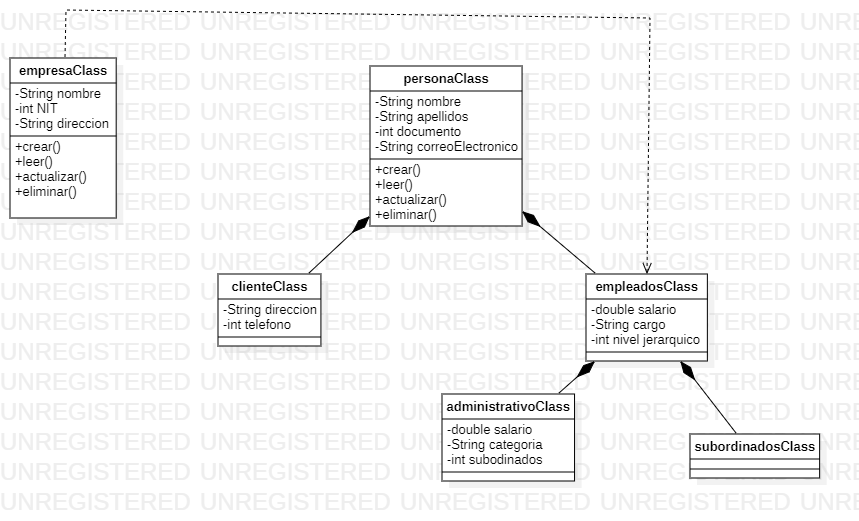 empresaClass
-String nombre
-int NIT
-String direccion
+crear()
+leer()
+actualizar()
+eliminar()
personaClass
-String nombre
-String apellidos
-int documento
-String correoElectronico
+crear()
+leer()
+actualizar()
+eliminar()
clienteClass
-String direccion
-int telefono
empleadosClass
-double salario
-String cargo
-int nivel jerarquico
administrativoClass
-double salario
-String categoria
-int subodinados
subordinadosClass
UNREGISTERED